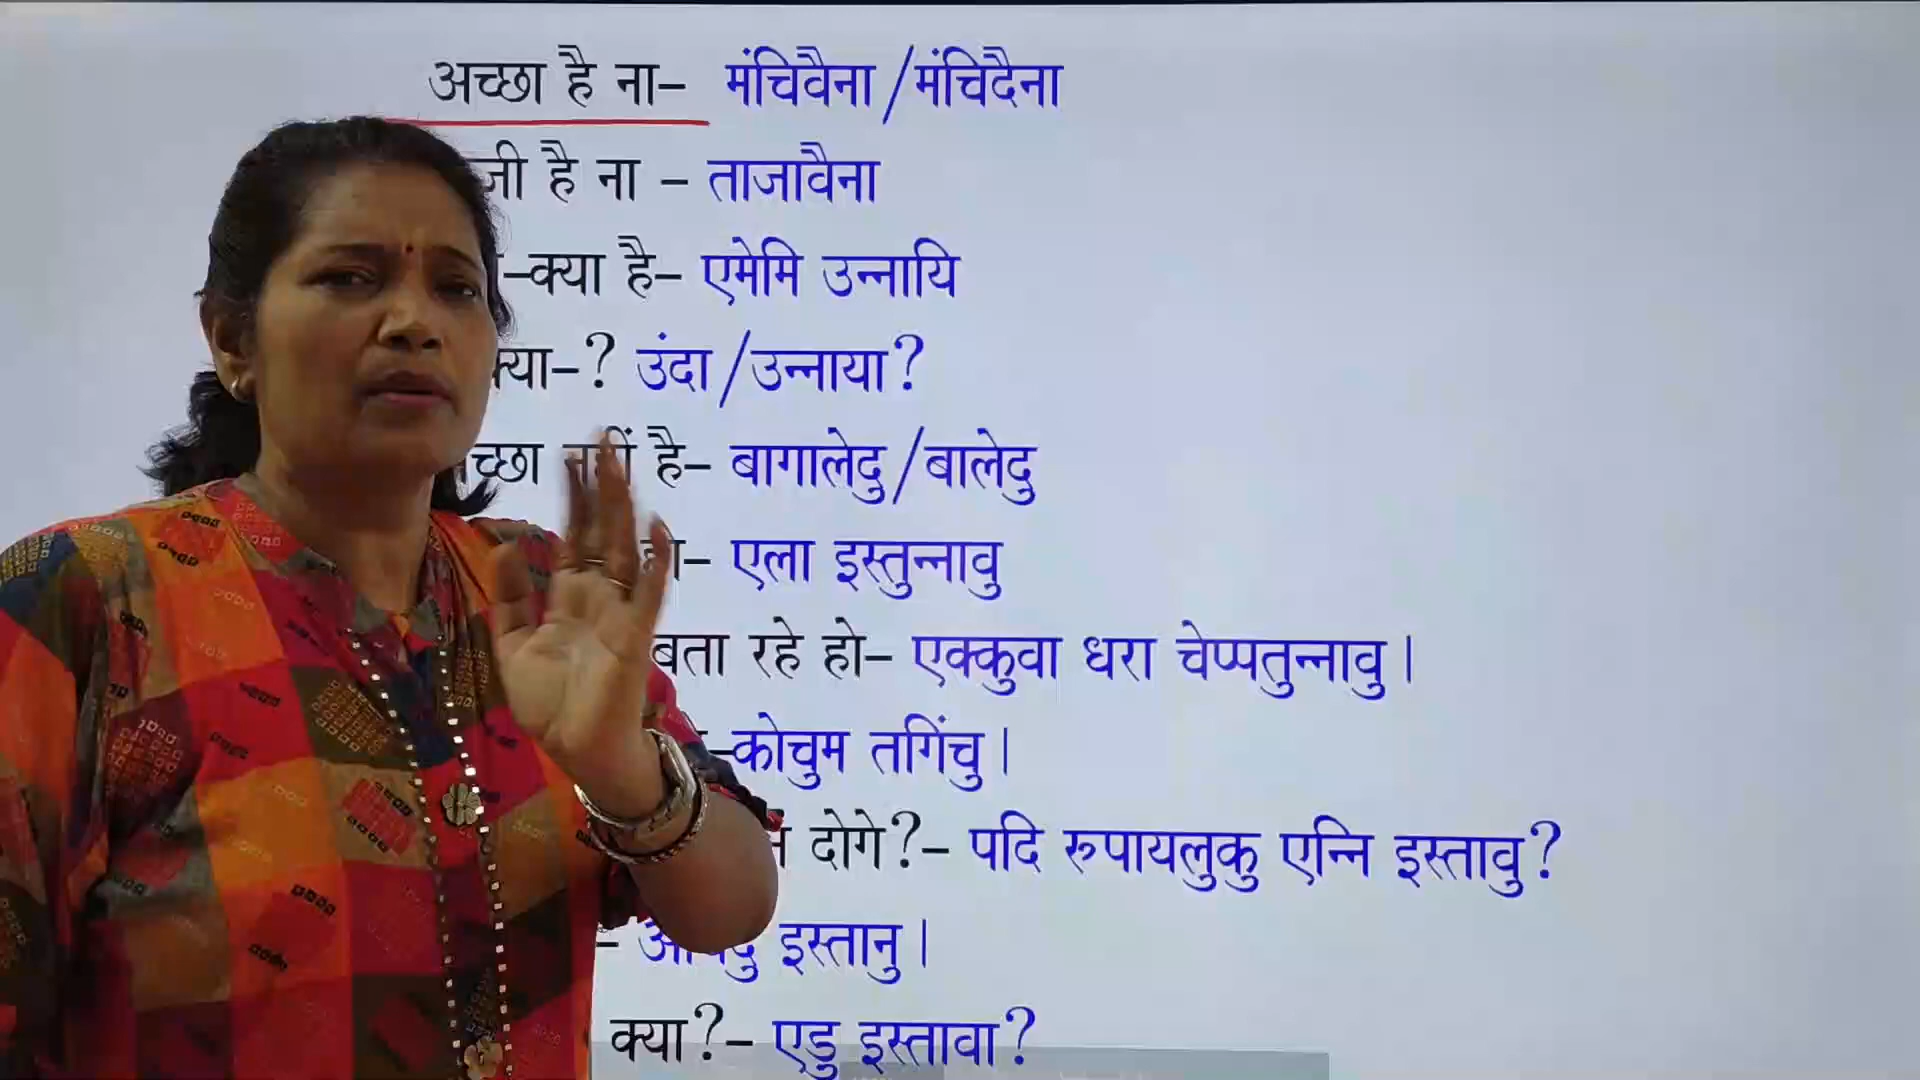 अच्छा है ना– मंचिवैना/मंचिदैना
है ना – ताजावैना
–क्या है– एमेमि उन्नायि
? उंदा/उन्नाया?
नहीं है– बागालेदु/बालेदु
एला इस्तुन्नावु
बता रहे हो– एक्कुवा धरा चेप्पतुन्नावु।
–कोचुम तगिंचु।
दोगे?– पदि रुपायलुकु एन्नि इस्तावु?
– इस्तानु।
क्या?– एडु इस्तावा?